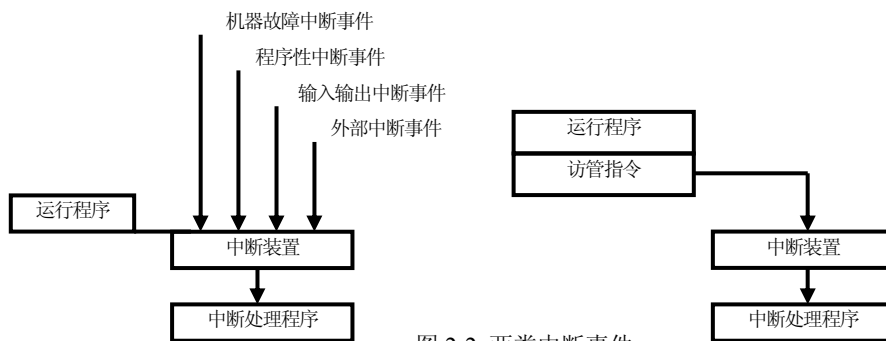 机器故障中断事件
程序性中断事件
输入输出中断事件
外部中断事件
运行程序
中断装置
中断处理程序
运行程序
访管指令
中断装置
中断处理程序
图 2-2 两类中断事件